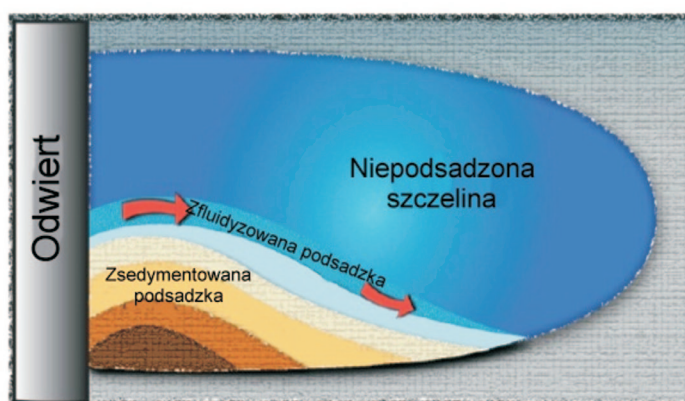 Odwiert
Niepodsadzona
szczelina
Zfluidyzowana podsadzka
Zsedymentowana
podsadzka